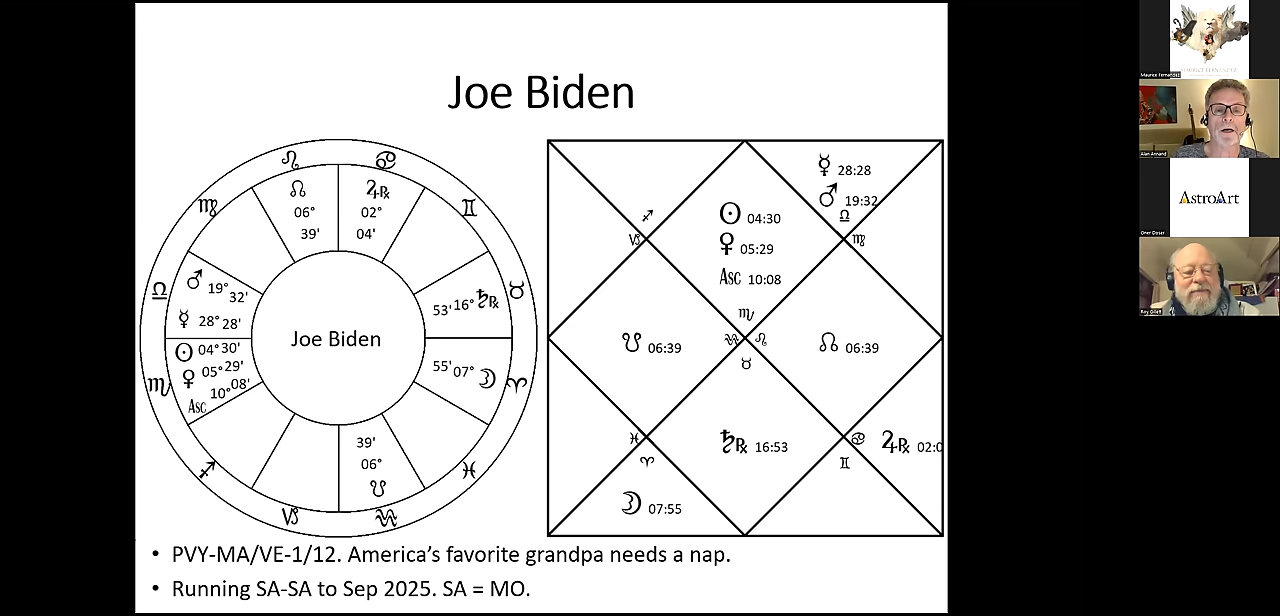 Joe Biden
♌ ♋
♍ ☊ ♃℞ ♊
06° 02°
39' 04'
♎ ♂ 19° 32' 53' 16° ♄℞ ♉
☿ 28° 28'
Joe Biden
☉ 04° 30'
♀ 05° 29' 55' 07° ☽ ♈
♏ Asc 10° 08'
39'
06°
♐ ☋ ♓
♑ ♒
☿ 28:28
♂ 19:32
♐ ☉ 04:30 ♎
♑ ♀ 05:29 ♍
Asc 10:08
♏
☋ 06:39 ♒ ♌ ☊ 06:39
♉
♓ ♄℞ 16:53 ♋ ♃℞ 02:0
♈ ♊
☽ 07:55
• PVY-MA/VE-1/12. America’s favorite grandpa needs a nap.
• Running SA-SA to Sep 2025. SA = MO.
Maurice Fernandez
Alan Annand
AstroArt
Roy Gillett